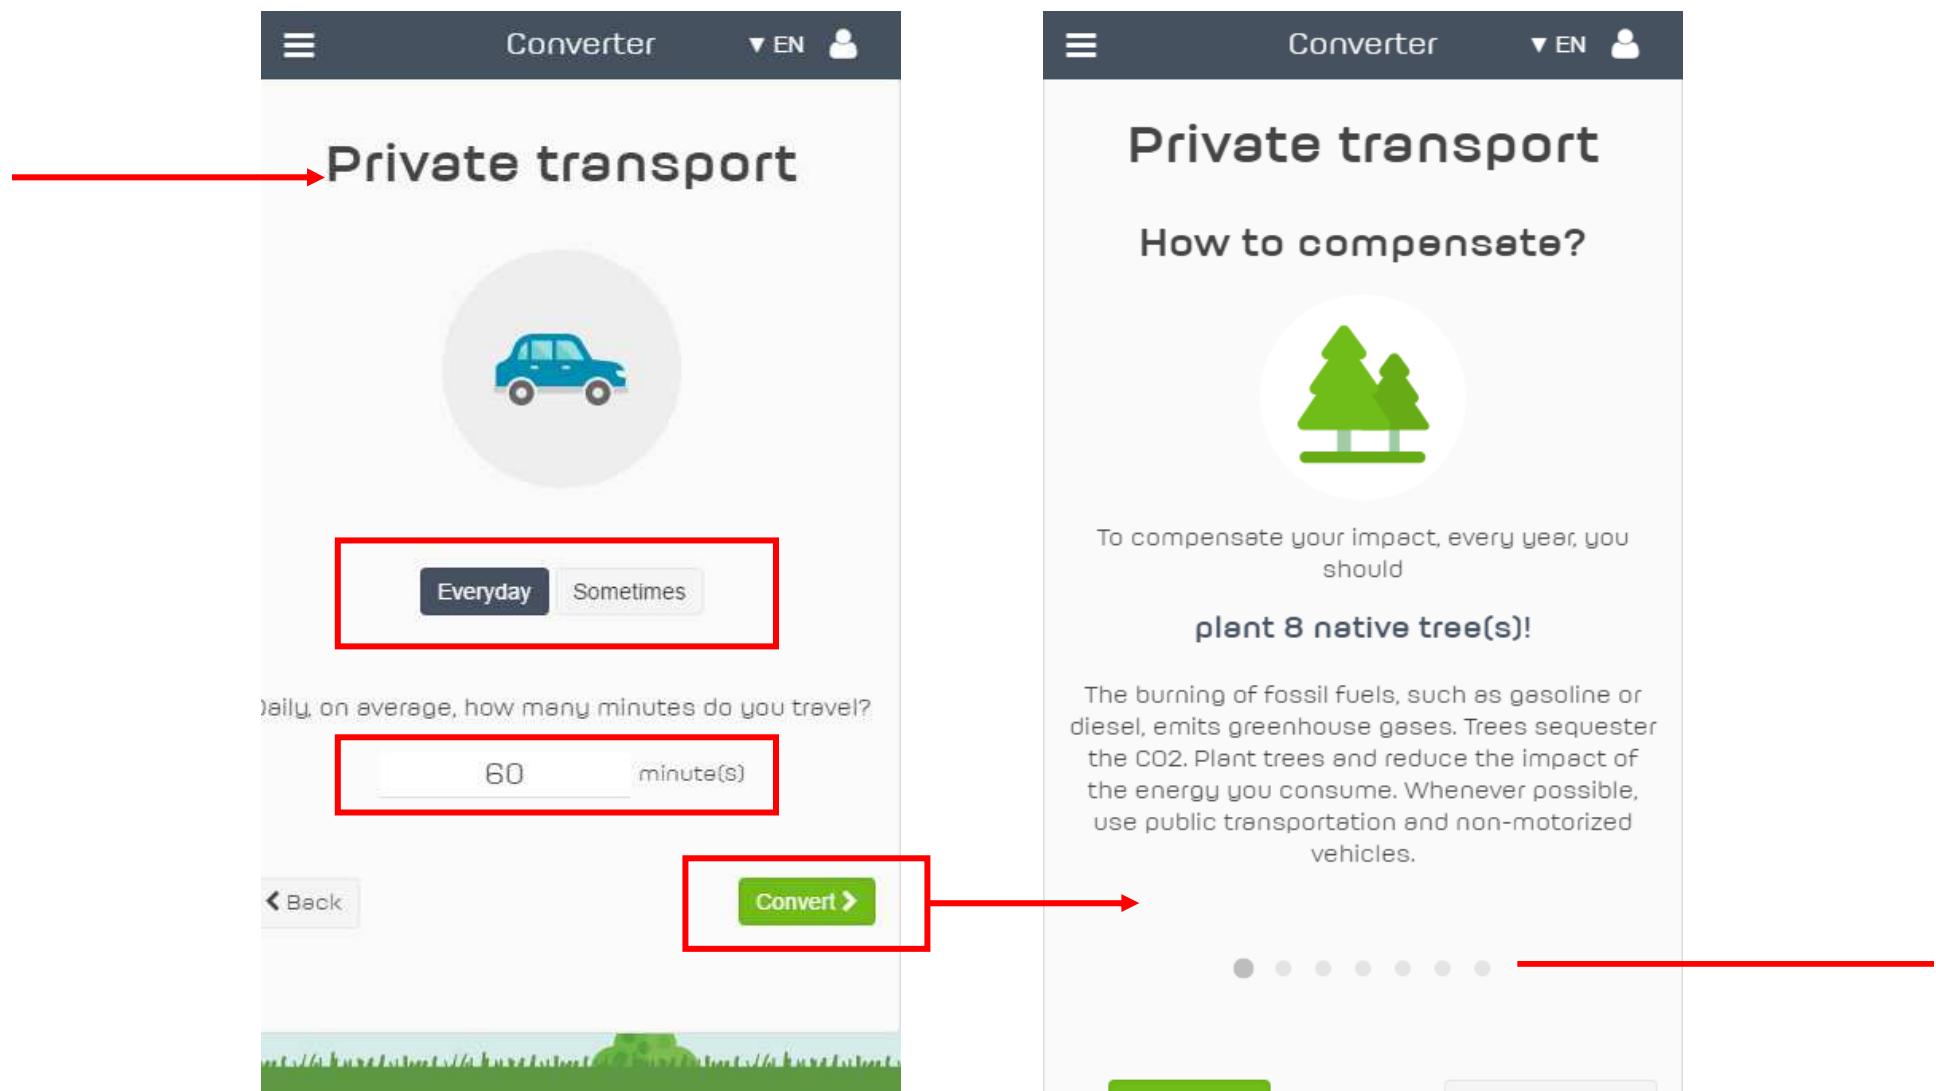 Converter ▼ EN
Private transport
Everyday Sometimes
Daily, on average, how many minutes do you travel?
60 minute(s)
Back Convert
Converter ▼ EN
Private transport
How to compensate?
To compensate your impact, every year, you
should
plant 8 native tree(s)!
The burning of fossil fuels, such as gasoline or
diesel, emits greenhouse gases. Trees sequester
the CO2. Plant trees and reduce the impact of
the energy you consume. Whenever possible,
use public transportation and non-motorized
vehicles.